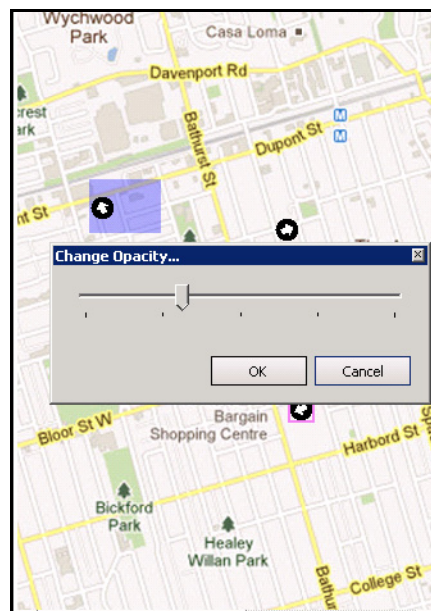 Wychwood
Park
Casa Loma
Davenport Rd
crest
ark
Bathurst St
Dupont St
M
M
nt St
Change Opacity...
OK
Cancel
Bloor St W
Bargain
Shopping Centre
Harbord St
Bickford
Park
Healey
Willan Park
Bathur
College St